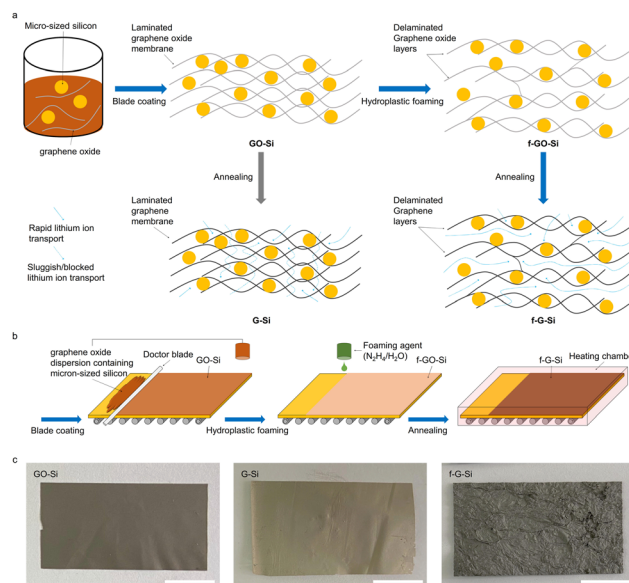 a
Micro-sized silicon
graphene oxide
Blade coating
Laminated
graphene oxide
membrane
GO-Si
Hydroplastic foaming
Delaminated
Graphene oxide
layers
f-GO-Si
Annealing
Annealing
Rapid lithium ion
transport
Sluggish/blocked
lithium ion transport
Laminated
graphene
membrane
G-Si
Delaminated
Graphene
layers
f-G-Si
b
graphene oxide
dispersion containing
micron-sized silicon
Doctor blade
GO-Si
Blade coating
Foaming agent
(N₂H₄/H₂O)
f-GO-Si
Hydroplastic foaming
f-G-Si
Heating chambe
Annealing
c
GO-Si
G-Si
f-G-Si